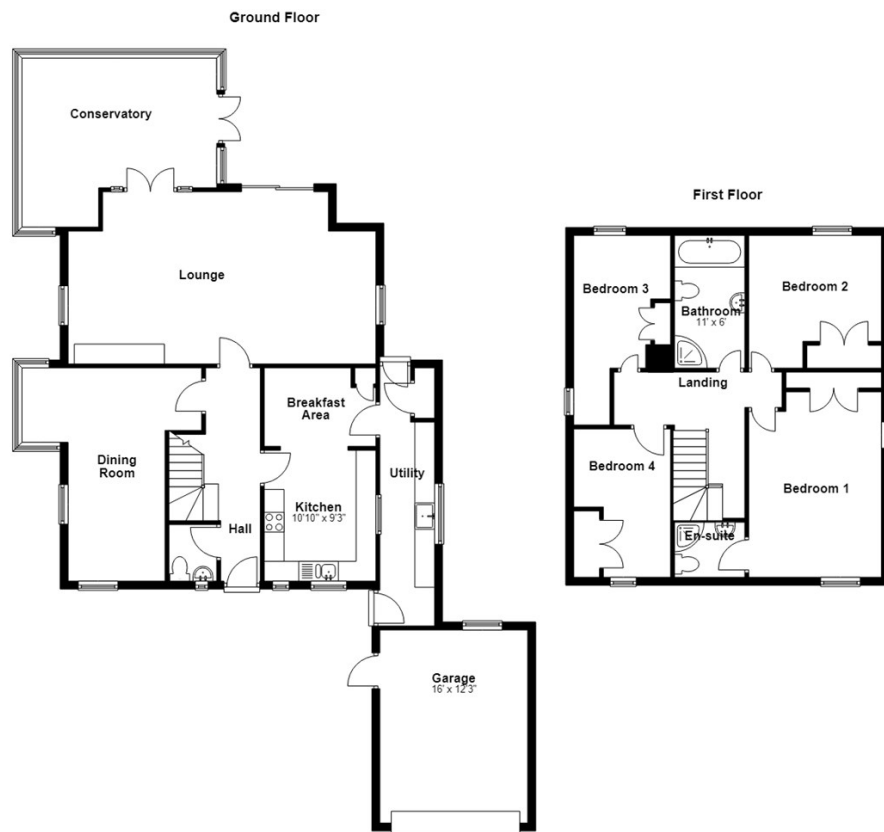 Ground Floor
Conservatory
Lounge
Breakfast
Area
Dining
Room
Utility
Kitchen
10'10" x 9'3"
Hall
Garage
16' x 12'3"
First Floor
Bedroom 3
Bathroom
11' x 6'
Bedroom 2
Landing
Bedroom 4
Bedroom 1
En-suite